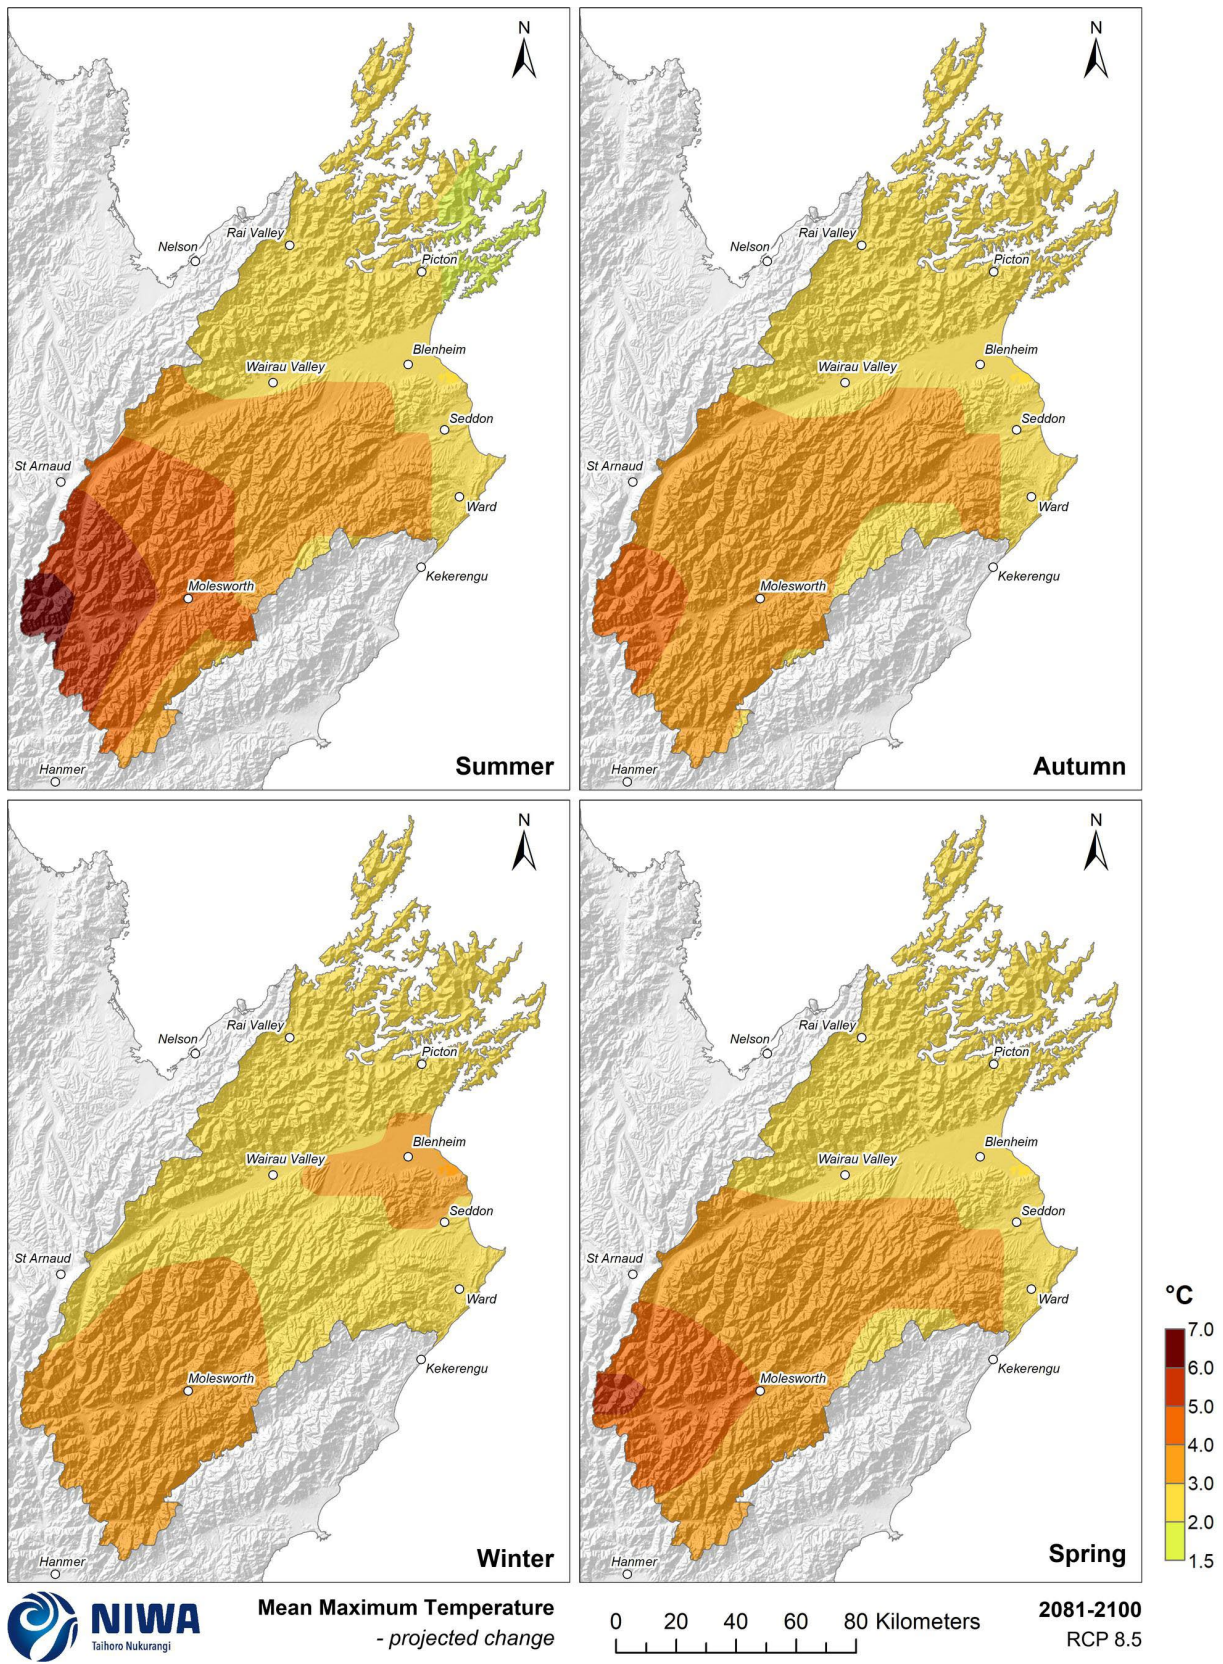 N
Nelson
Rai Valley
Picton
Wairau Valley
Blenheim
Seddon
St Arnaud
Ward
Molesworth
Kekerengu
Hanmer
Summer
N
Nelson
Rai Valley
Picton
Wairau Valley
Blenheim
Seddon
St Arnaud
Ward
Molesworth
Kekerengu
Hanmer
Autumn
N
Nelson
Rai Valley
Picton
Wairau Valley
Blenheim
Seddon
St Arnaud
Ward
Molesworth
Kekerengu
Hanmer
Winter
N
Nelson
Rai Valley
Picton
Wairau Valley
Blenheim
Seddon
St Arnaud
Ward
Molesworth
Kekerengu
Hanmer
Spring
°C
7.0
6.0
5.0
4.0
3.0
2.0
1.5
NIWA
Taihoro Nukurangi
Mean Maximum Temperature
- projected change
0 20 40 60 80 Kilometers
2081-2100
RCP 8.5